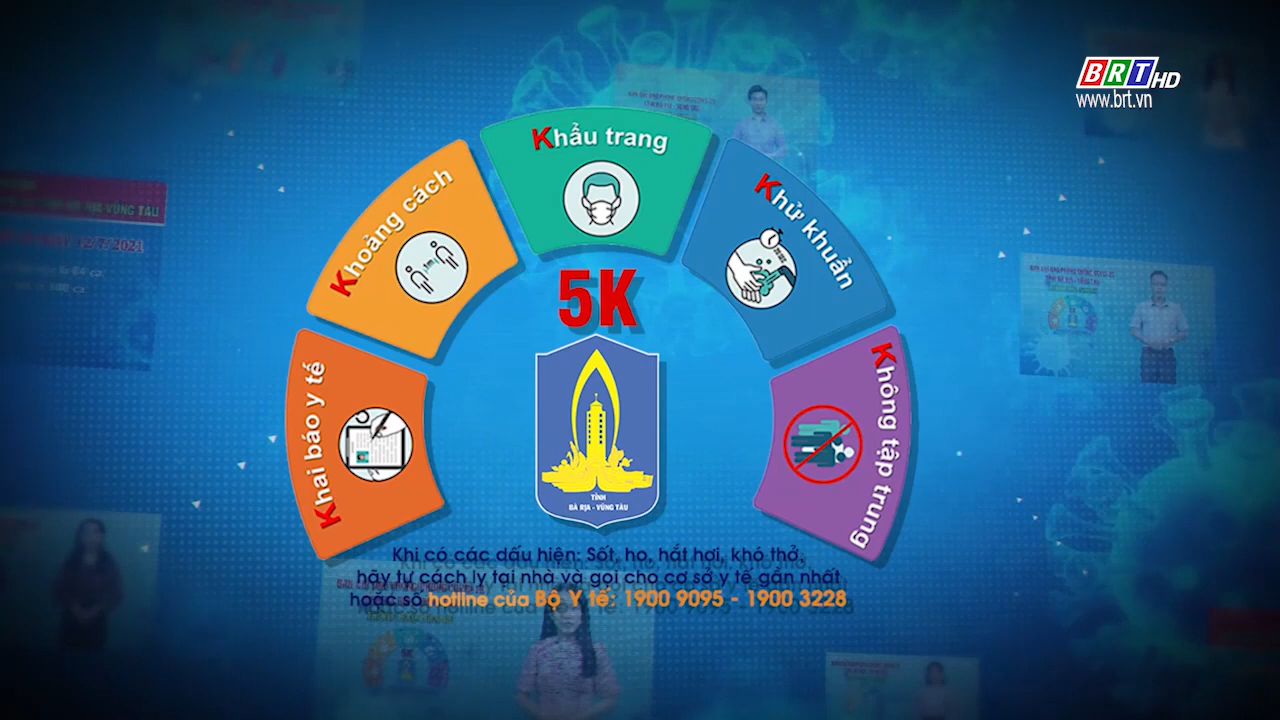 BRT HD
www.brt.vn
Khẩu trang
Khoảng cách
Khử khuẩn
Khai báo y tế
Không tập trung
5K
TỈNH
BÀ RỊA - VŨNG TÀU
Khi có các dấu hiện: Sốt, ho, hắt hơi, khó thở,
hãy tự cách ly tại nhà và gọi cho cơ sở y tế gần nhất
hoặc số hotline của Bộ Y tế: 1900 9095 - 1900 3228